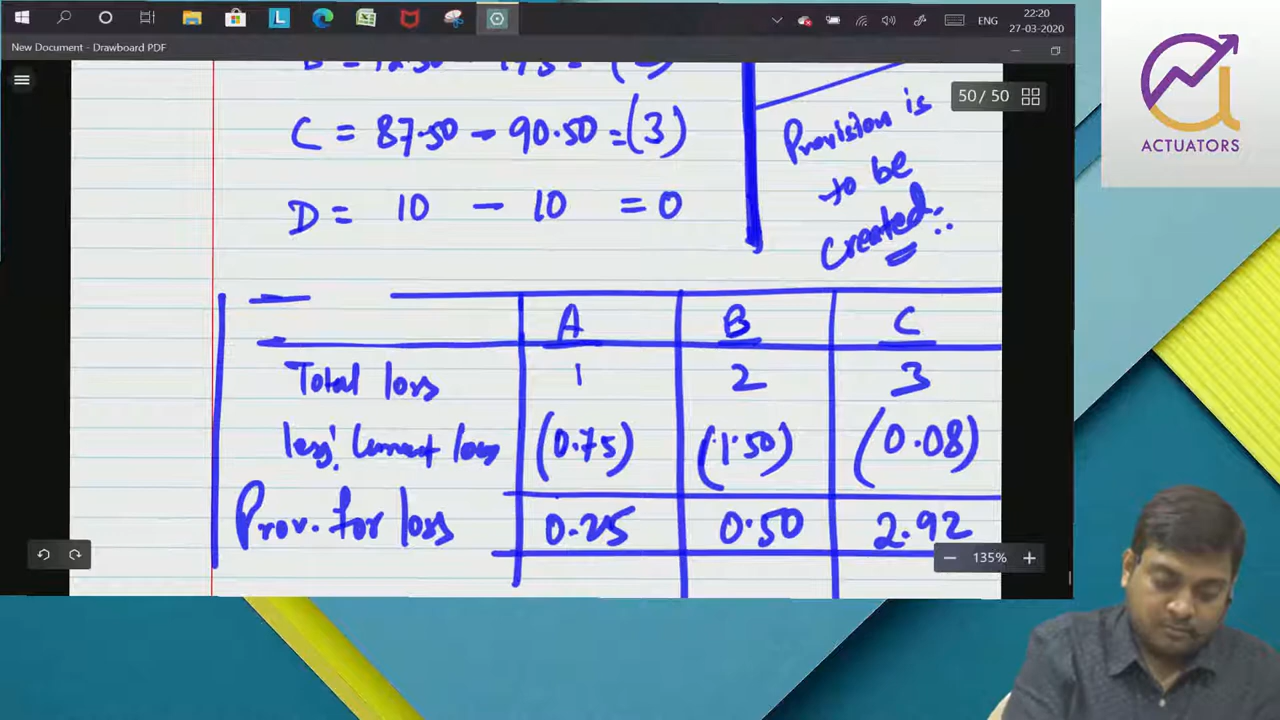 22:20
ENG
27-03-2020
New Document - Drawboard PDF
50 / 50
C = 87.50 - 90.50 = (3)
D = 10 - 10 = 0
Provision is
to be
created..
ACTUATORS
A B C
Total loss 1 2 3
less: Current loss (0.75) (1.50) (0.08)
Prov. for loss 0.25 0.50 2.92
135%